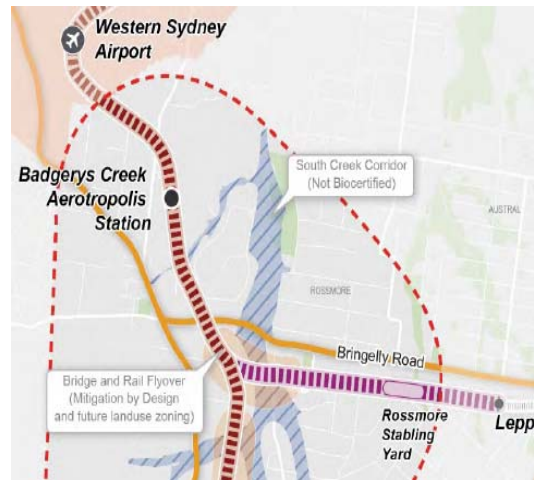 Western Sydney
Airport
South Creek Corridor
(Not Biocertified)
Badgerys Creek
Aerotropolis
Station
AUSTRAL
ROSSMORE
Bringelly Road
Bridge and Rail Flyover
(Mitigation by Design
and future landuse zoning)
Rossmore
Stabling
Yard
Lepp